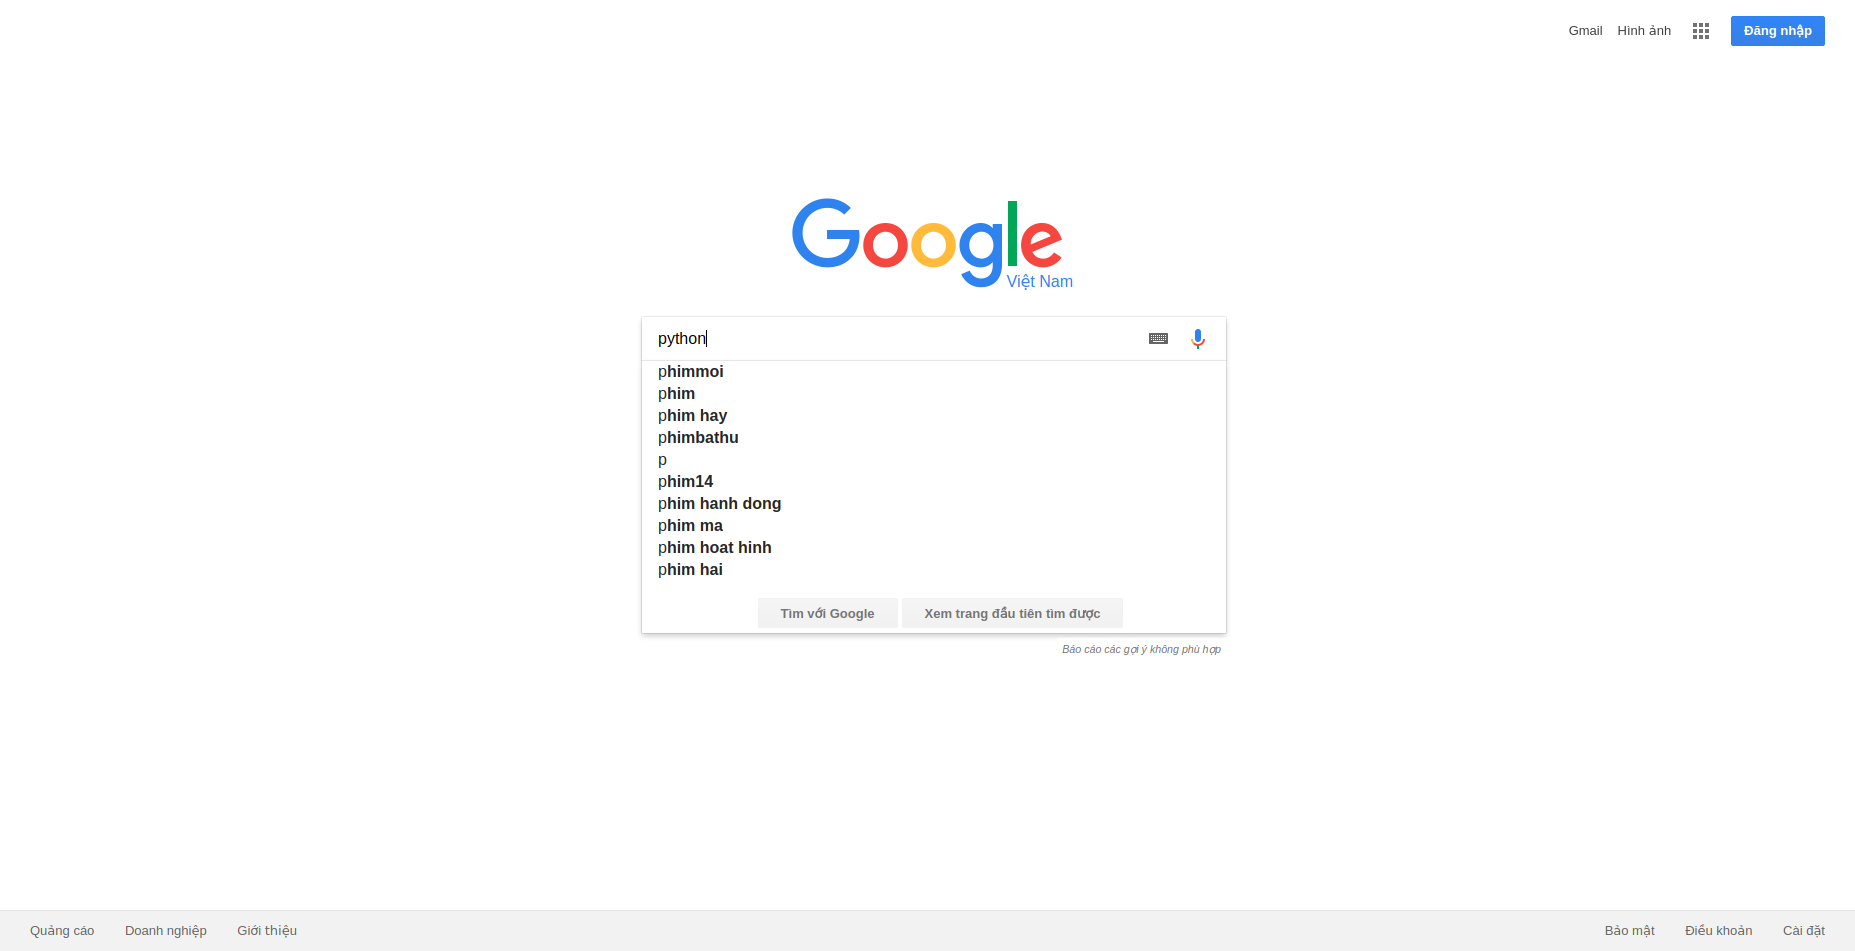 Gmail Hình ảnh Đăng nhập
Google
Việt Nam
python
phimmoi
phim
phim hay
phimbathu
p
phim14
phim hanh dong
phim ma
phim hoat hinh
phim hai
Tìm với Google Xem trang đầu tiên tìm được
Báo cáo các gợi ý không phù hợp
Quảng cáo Doanh nghiệp Giới thiệu Bảo mật Điều khoản Cài đặt